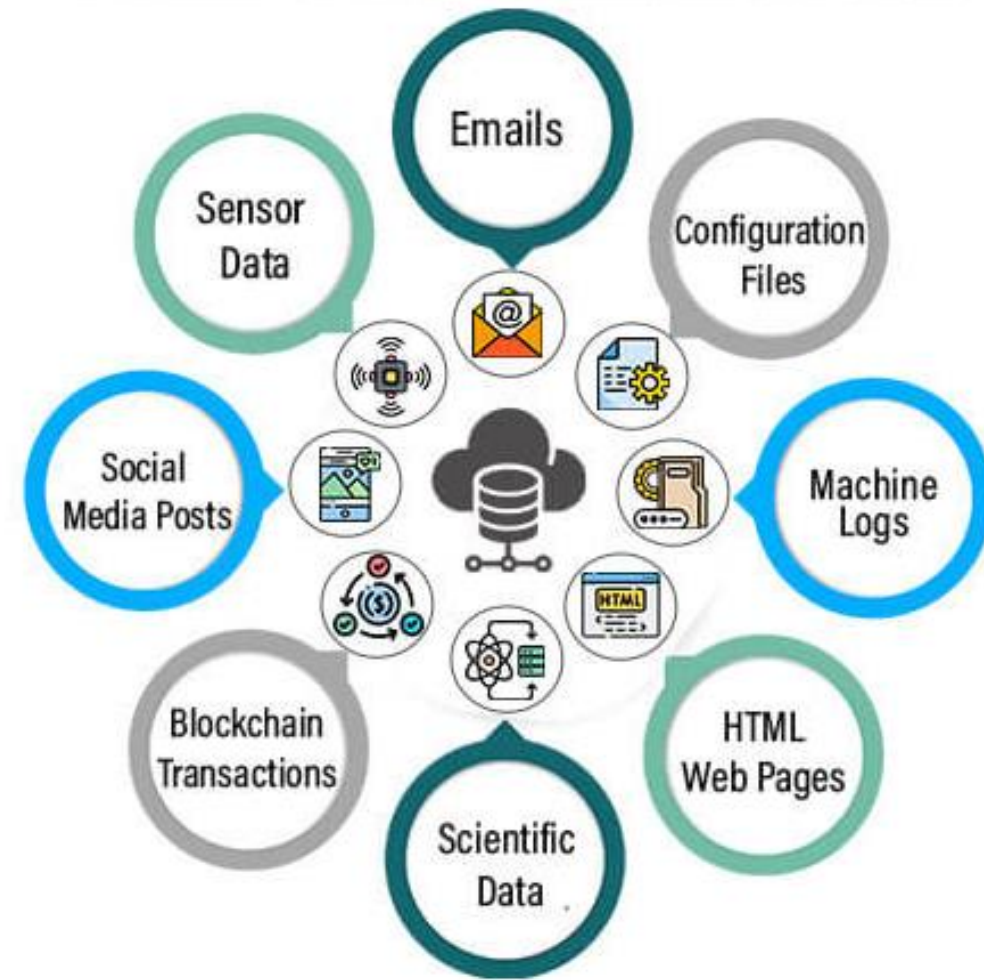 Emails
Sensor
Data
Configuration
Files
@
Social
Media Posts
Machine
Logs
HTML
$
Blockchain
Transactions
HTML
Web Pages
Scientific
Data